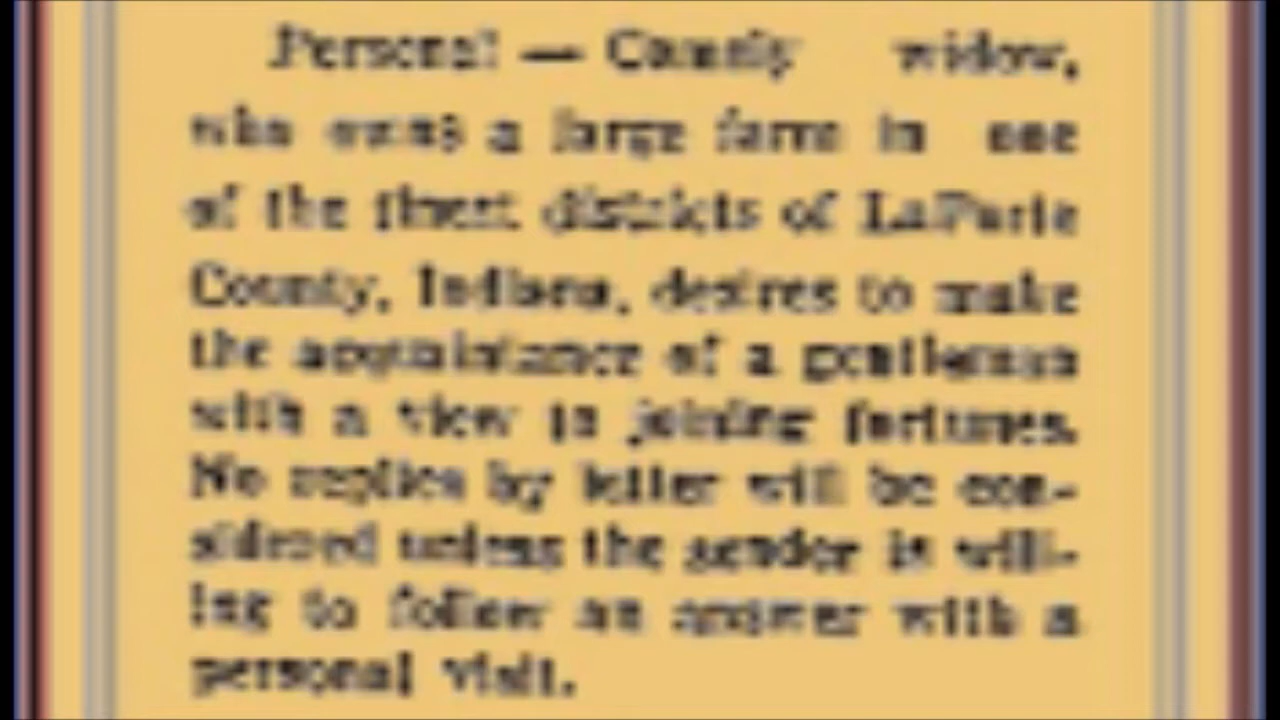 Personal — Comely widow,
who owns a large farm in one
of the finest districts of LaPorte
County, Indiana, desires to make
the acquaintance of a gentleman
with a view to joining fortunes.
No replies by letter will be con-
sidered unless the sender is will-
ing to follow an answer with a
personal visit.